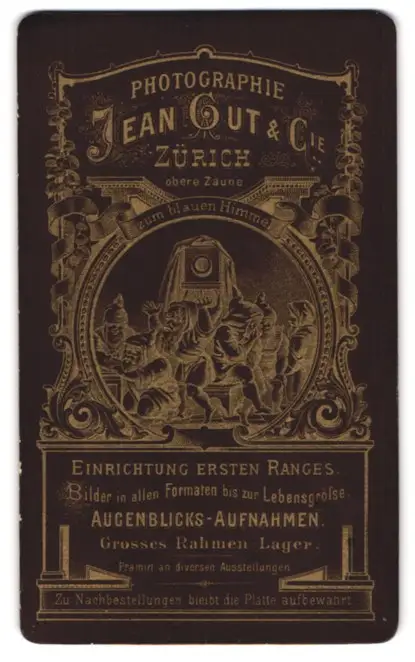 PHOTOGRAPHIE
JEAN GUT & CIE
ZÜRICH
obere Zäune
zum blauen Himmel
EINRICHTUNG ERSTEN RANGES.
Bilder in allen Formaten bis zur Lebensgröfse.
AUGENBLICKS-AUFNAHMEN.
Grosses Rahmen Lager.
Prämirt an diversen Ausstellungen
Zu Nachbestellungen bleibt die Platte aufbewahrt.